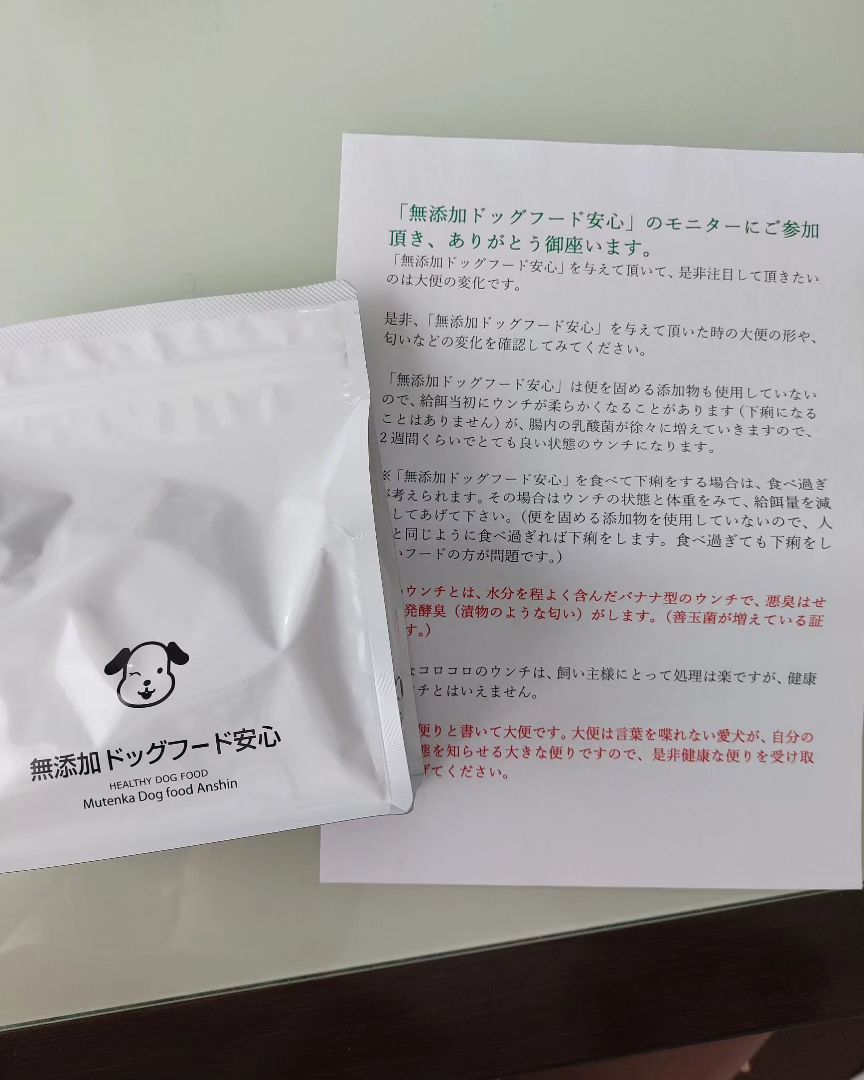 「無添加ドッグフード安心」のモニターにご参加
頂き、ありがとう御座います。
「無添加ドッグフード安心」を与えて頂いて、是非注目して頂きたい
のは大便の変化です。
是非、「無添加ドッグフード安心」を与えて頂いた時の大便の形や、
匂いなどの変化を確認してみてください。
「無添加ドッグフード安心」は便を固める添加物も使用していない
ので、給餌当初にウンチが柔らかくなることがあります（下痢になる
ことはありません）が、腸内の乳酸菌が徐々に増えていきますので、
2週間くらいでとても良い状態のウンチになります。
※「無添加ドッグフード安心」を食べて下痢をする場合は、食べ過ぎ
考えられます。その場合はウンチの状態と体重をみて、給餌量を減
してあげて下さい。（便を固める添加物を使用していないので、人
と同じように食べ過ぎれば下痢をします。食べ過ぎても下痢をし
いフードの方が問題です。）
ウンチとは、水分を程よく含んだバナナ型のウンチで、悪臭はせ
発酵臭（漬物のような匂い）がします。（善玉菌が増えている証
す。）
コロコロのウンチは、飼い主様にとって処理は楽ですが、健康
ンチとはいえません。
便りと書いて大便です。大便は言葉を喋れない愛犬が、自分の
態を知らせる大きな便りですので、是非健康な便りを受け取
げてください。
無添加ドッグフード安心
HEALTHY DOG FOOD
Mutenka Dog food Anshin